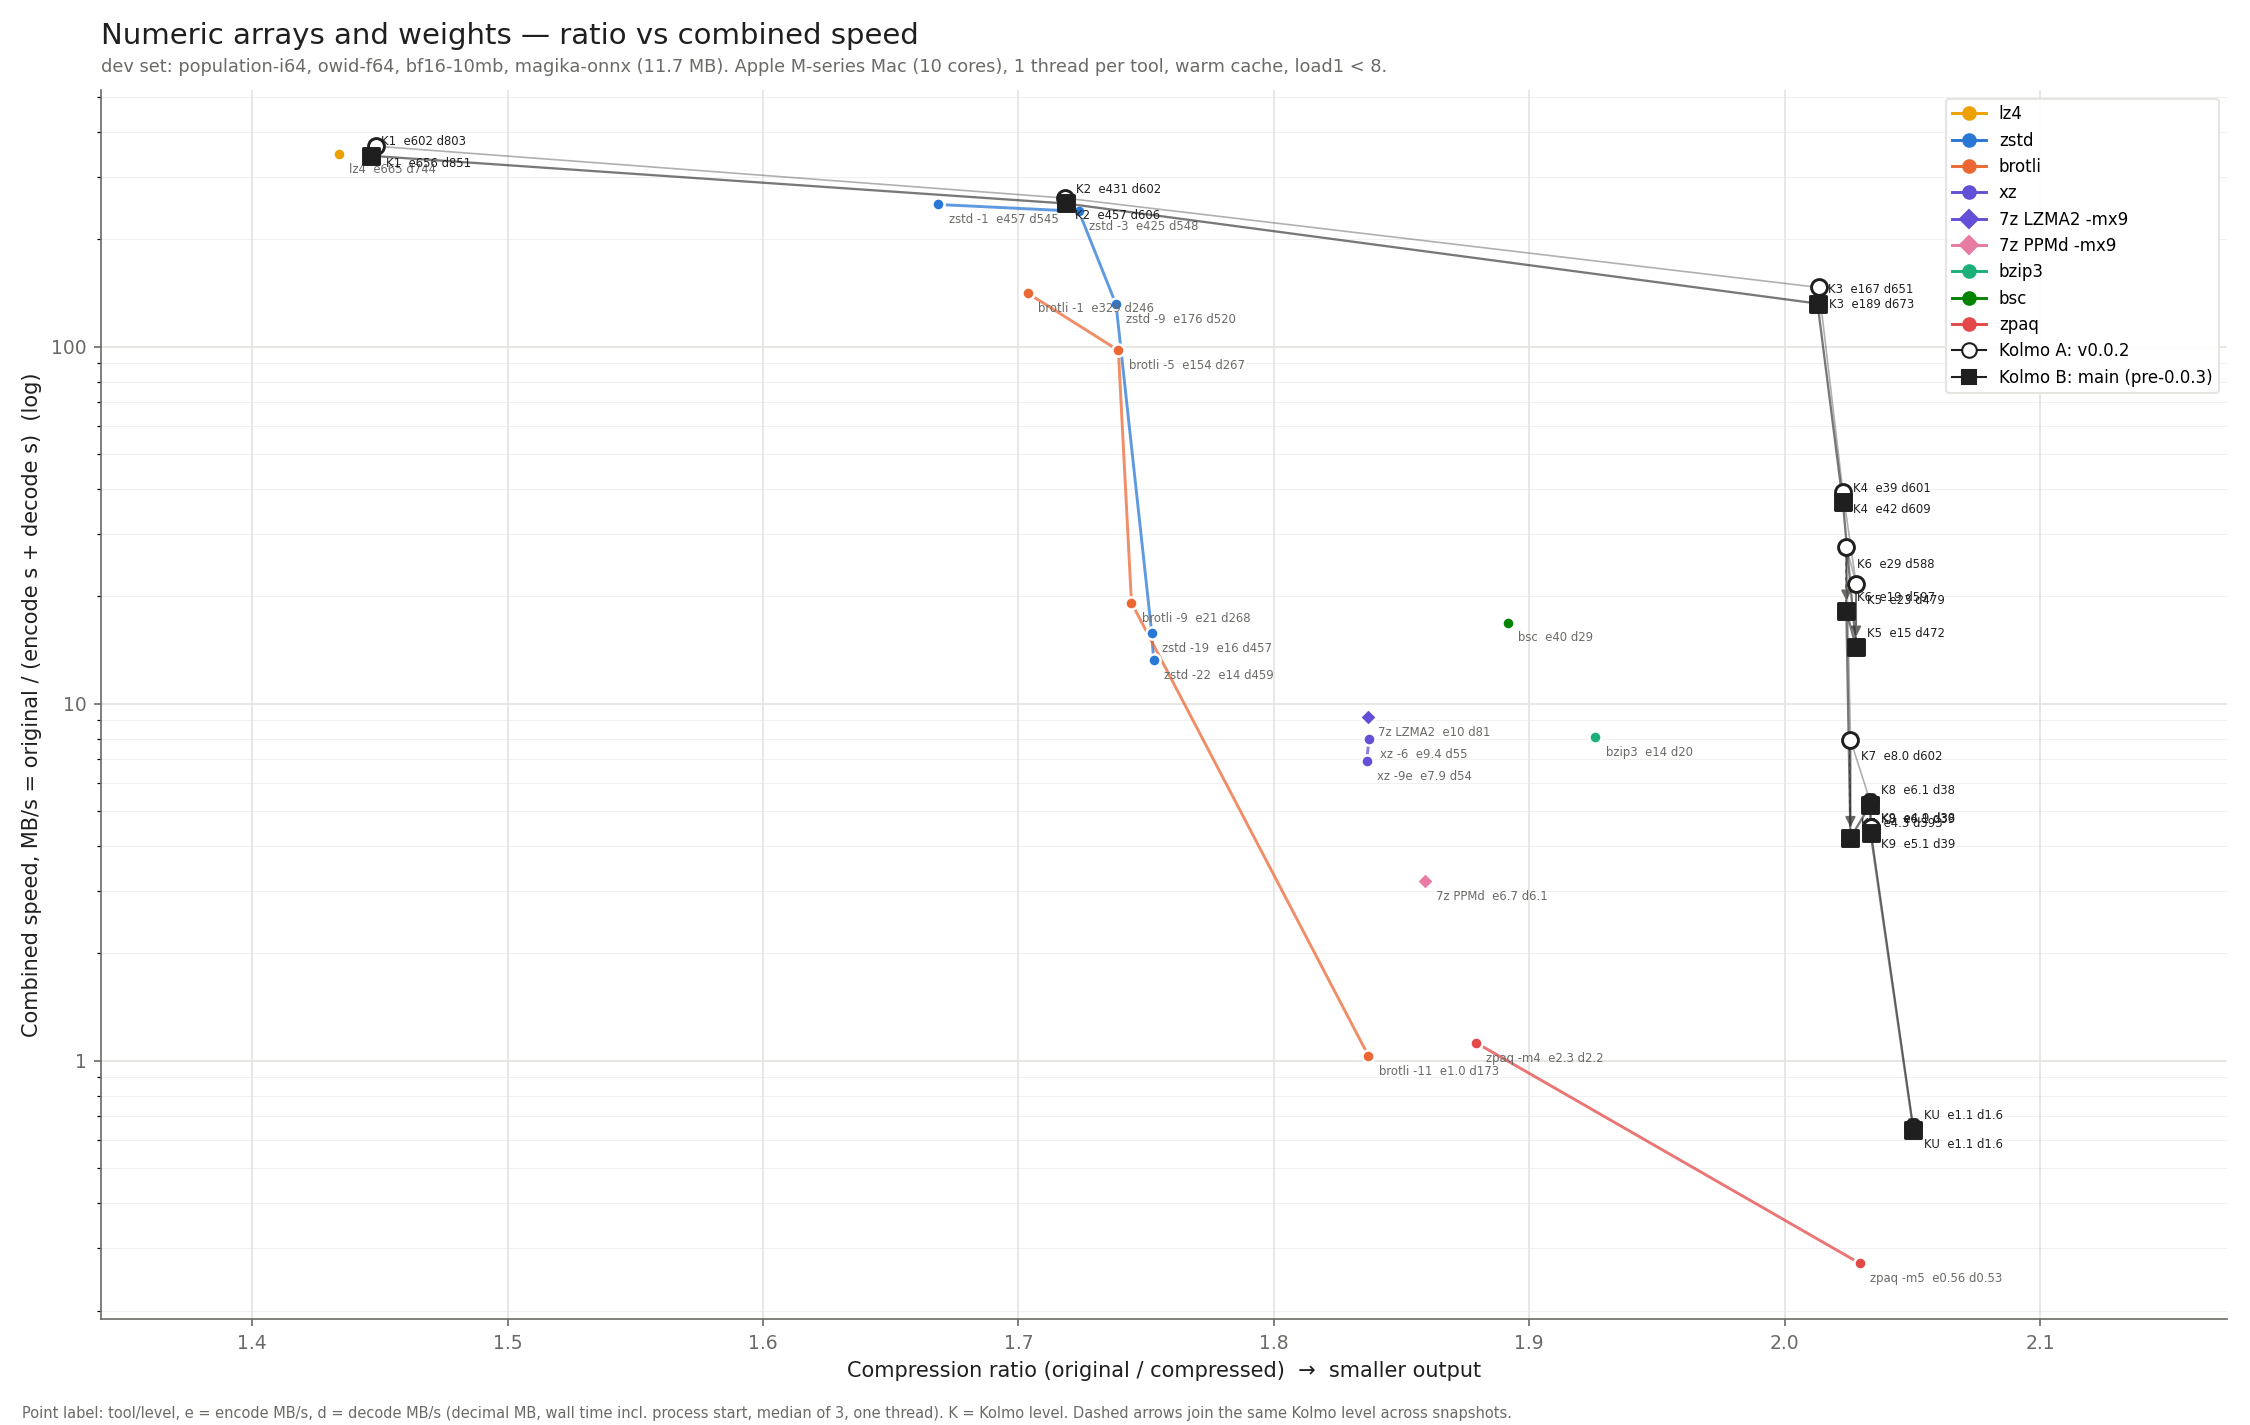 Numeric arrays and weights — ratio vs combined speed
dev set: population-i64, owid-f64, bf16-10mb, magika-onnx (11.7 MB). Apple M-series Mac (10 cores), 1 thread per tool, warm cache, load1 < 8.
lz4
zstd
brotli
xz
7z LZMA2 -mx9
7z PPMd -mx9
bzip3
bsc
zpaq
Kolmo A: v0.0.2
Kolmo B: main (pre-0.0.3)
K1 e602 d803
K1 e656 d851
lz4 e665 d744
K2 e431 d602
K2 e457 d606
zstd -1 e457 d545
zstd -3 e425 d548
K3 e167 d651
K3 e189 d673
brotli -1 d246
zstd -9 e176 d520
brotli -5 e154 d267
K4 e39 d601
K4 e42 d609
K6 e29 d588
K5 e23 d479
K5 e15 d472
brotli -9 e21 d268
bsc e40 d29
zstd -19 e16 d457
zstd -22 e14 d459
7z LZMA2 e10 d81
xz -6 e9.4 d55
xz -9e e7.9 d54
bzip3 e14 d20
K7 e8.0 d602
K8 e6.1 d38
K9 e5.1 d39
7z PPMd e6.7 d6.1
zpaq -m4 e2.3 d2.2
brotli -11 e1.0 d173
KU e1.1 d1.6
KU e1.1 d1.6
zpaq -m5 e0.56 d0.53
100
10
1
Combined speed, MB/s = original / (encode s + decode s) (log)
1.4 1.5 1.6 1.7 1.8 1.9 2.0 2.1
Compression ratio (original / compressed) → smaller output
Point label: tool/level, e = encode MB/s, d = decode MB/s (decimal MB, wall time incl. process start, median of 3, one thread). K = Kolmo level. Dashed arrows join the same Kolmo level across snapshots.